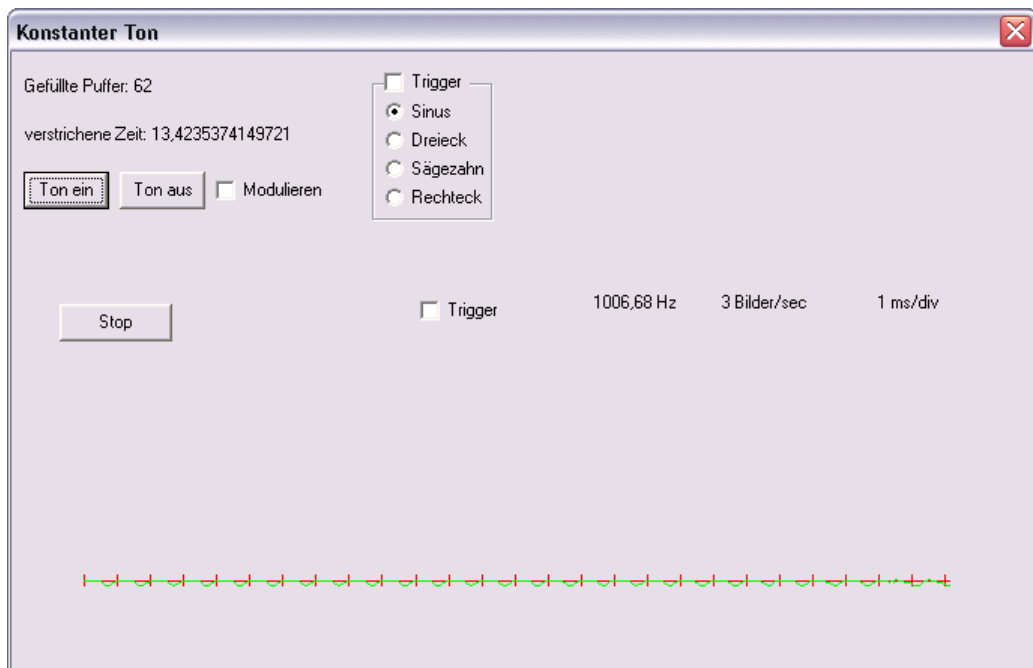 Konstanter Ton
Gefüllte Puffer: 62
verstrichene Zeit: 13,4235374149721
Ton ein Ton aus Modulieren
Trigger
Sinus
Dreieck
Sägezahn
Rechteck
Stop
Trigger 1006,68 Hz 3 Bilder/sec 1 ms/div